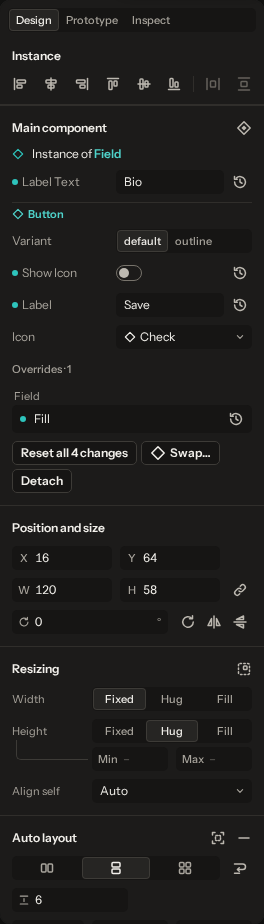 Design Prototype Inspect
Instance
Main component
Instance of Field
Label Text Bio
Button
Variant default outline
Show Icon
Label Save
Icon Check
Overrides·1
Field
Fill
Reset all 4 changes Swap...
Detach
Position and size
X 16 Y 64
W 120 H 58
0 °
Resizing
Width Fixed Hug Fill
Height Fixed Hug Fill
Min – Max –
Align self Auto
Auto layout
6